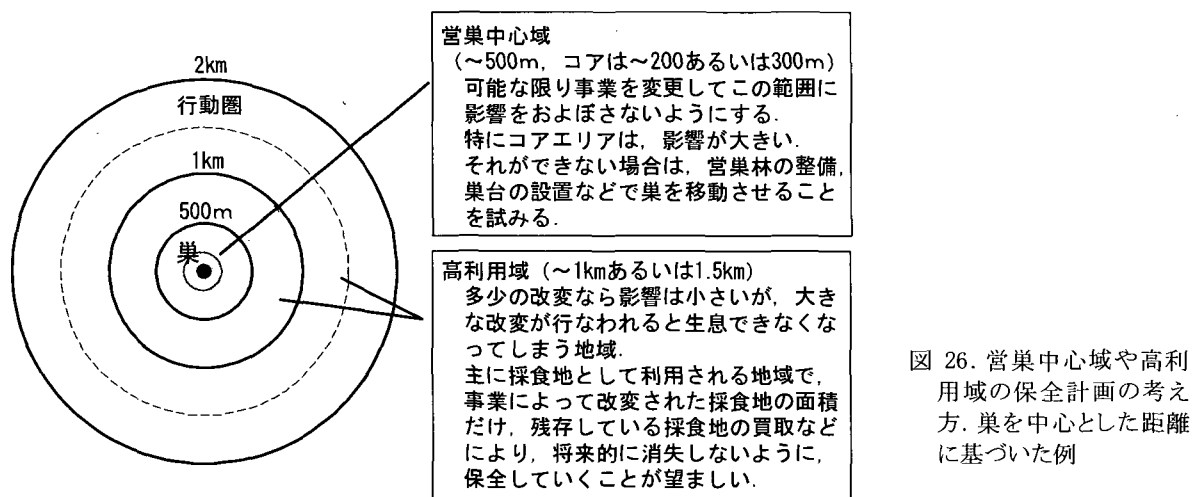 2km
行動圏
1km
500m
巣
営巣中心域
(～500m, コアは～200あるいは300m)
可能な限り事業を変更してこの範囲に
影響をおよぼさないようにする.
特にコアエリアは, 影響が大きい.
それができない場合は, 営巣林の整備,
巣台の設置などで巣を移動させること
を試みる.
高利用域 (～1kmあるいは1.5km)
多少の改変なら影響は小さいが, 大き
な改変が行なわれると生息できなくな
ってしまう地域.
主に採食地として利用される地域で,
事業によって改変された採食地の面積
だけ, 残存している採食地の買取など
により, 将来的に消失しないように,
保全していくことが望ましい.
図 26. 営巣中心域や高利
用域の保全計画の考え
方. 巣を中心とした距離
に基づいた例